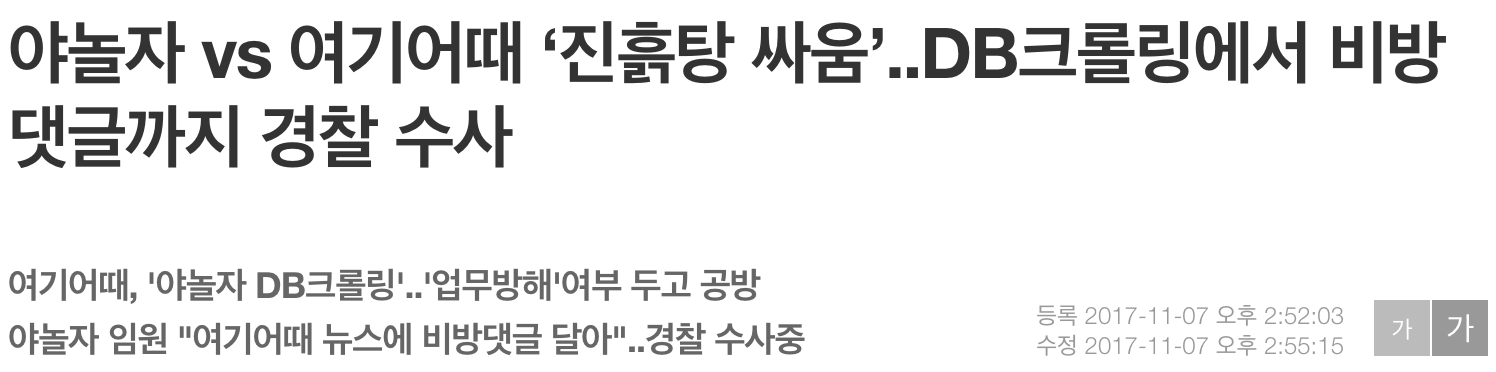 야놀자 vs 여기어때 ‘진흙탕 싸움’..DB크롤링에서 비방
댓글까지 경찰 수사
여기어때, '야놀자 DB크롤링'..'업무방해'여부 두고 공방
야놀자 임원 "여기어때 뉴스에 비방댓글 달아"..경찰 수사중
등록 2017-11-07 오후 2:52:03
수정 2017-11-07 오후 2:55:15
가 가